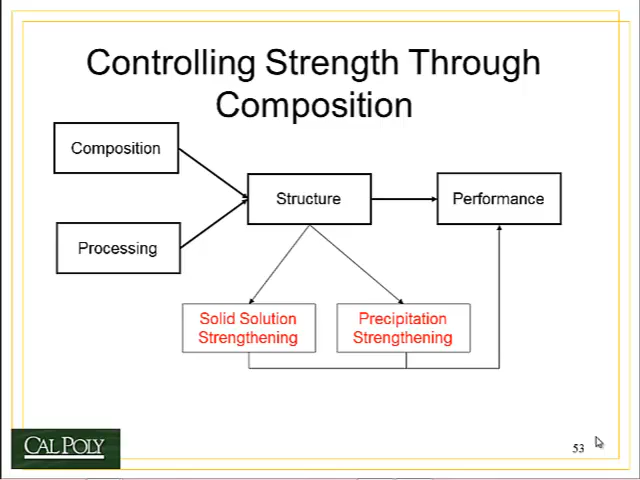 Controlling Strength Through
Composition
Composition
Structure
Performance
Processing
Solid Solution
Strengthening
Precipitation
Strengthening
CAL POLY
53